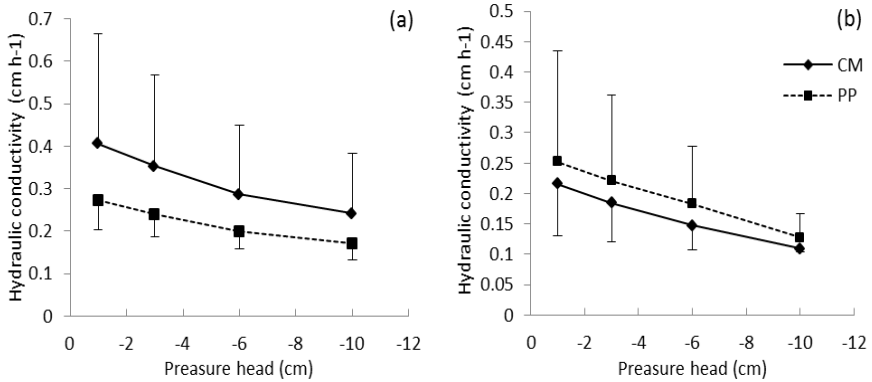 (a)
Hydraulic conductivity (cm h-1)
0.7
0.6
0.5
0.4
0.3
0.2
0.1
0
0 -2 -4 -6 -8 -10 -12
Preasure head (cm)
(b)
Hydraulic conductivity (cm h-1)
0.5
0.45
0.4
0.35
0.3
0.25
0.2
0.15
0.1
0.05
0
CM
PP
0 -2 -4 -6 -8 -10 -12
Preasure head (cm)